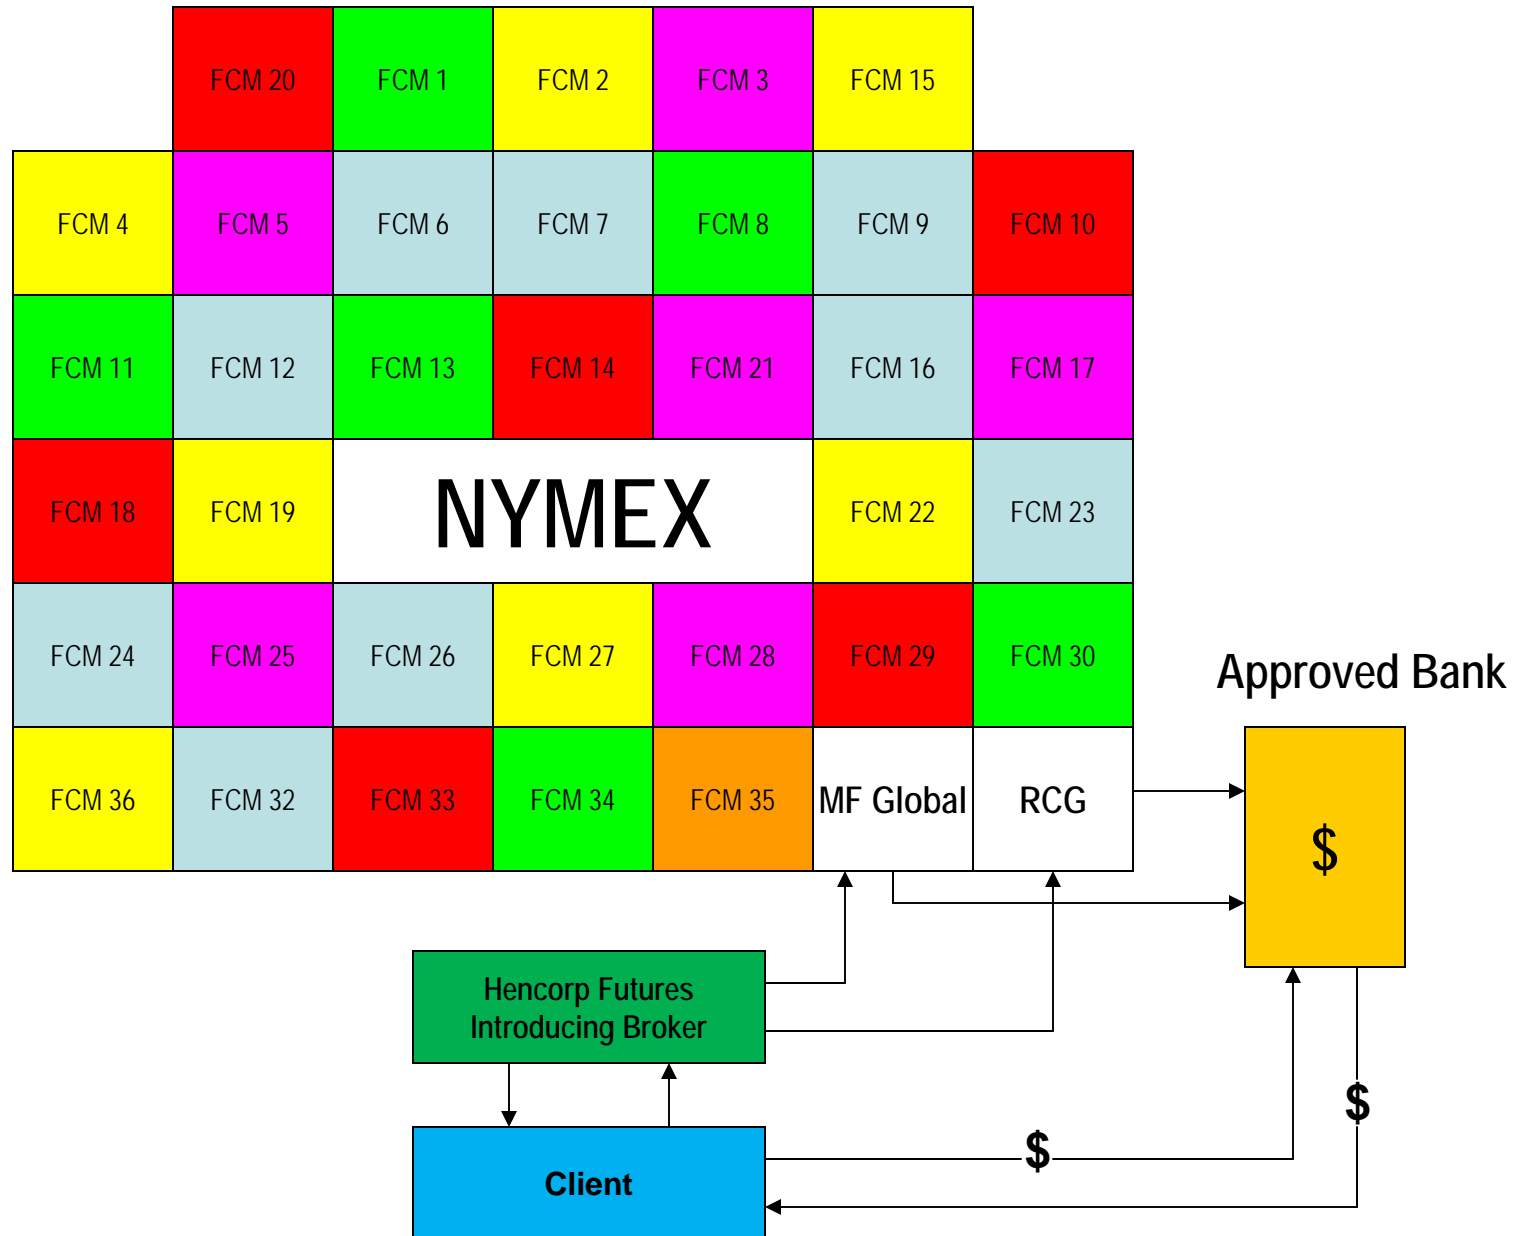 FCM 20
FCM 1
FCM 2
FCM 3
FCM 15
FCM 4
FCM 5
FCM 6
FCM 7
FCM 8
FCM 9
FCM 10
FCM 11
FCM 12
FCM 13
FCM 14
FCM 21
FCM 16
FCM 17
FCM 18
FCM 19
NYMEX
FCM 22
FCM 23
FCM 24
FCM 25
FCM 26
FCM 27
FCM 28
FCM 29
FCM 30
Approved Bank
FCM 36
FCM 32
FCM 33
FCM 34
FCM 35
MF Global
RCG
$
Hencorp Futures
Introducing Broker
$
$
Client